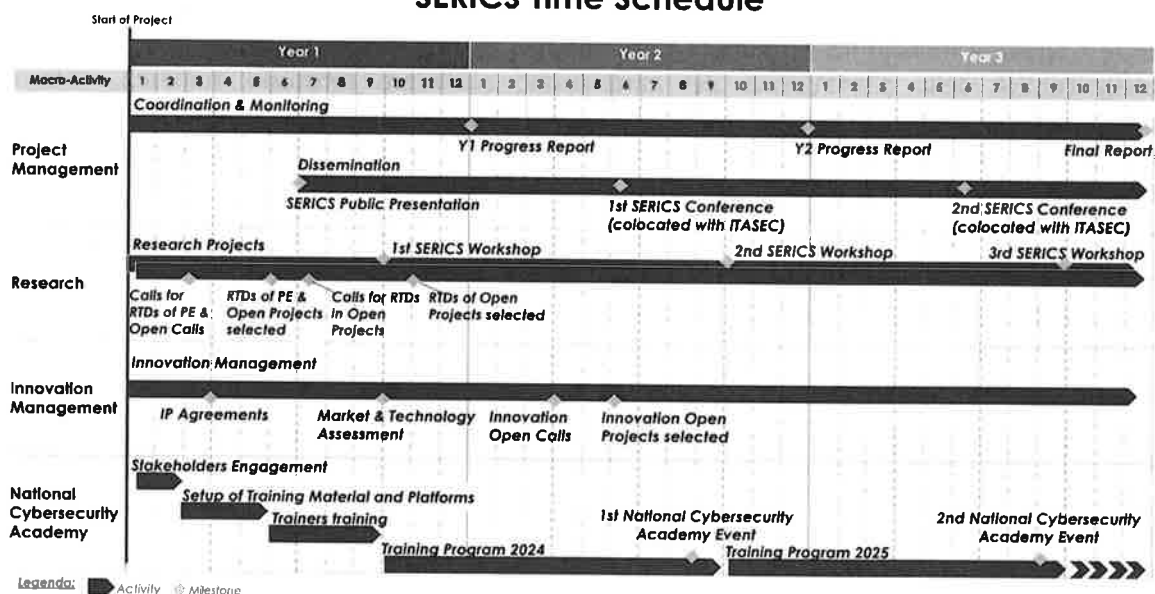 SERICS Time Schedule
Start of Project
Year 1 Year 2 Year 3
Macro-Activity 1 2 3 4 5 6 7 8 9 10 11 12 1 2 3 4 5 6 7 8 9 10 11 12 1 2 3 4 5 6 7 8 9 10 11 12
Coordination & Monitoring
Project
Management
Y1 Progress Report Y2 Progress Report Final Report
Dissemination
SERICS Public Presentation
1st SERICS Conference
(colocated with ITASEC)
2nd SERICS Conference
(colocated with ITASEC)
Research
Research Projects
1st SERICS Workshop 2nd SERICS Workshop 3rd SERICS Workshop
Calls for
RTDs of PE &
Open Calls
RTDs of PE &
Open Projects
selected
Calls for RTDs
in Open
Projects
RTDs of Open
Projects selected
Innovation
Management
Innovation Management
IP Agreements
Market & Technology
Assessment
Innovation
Open Calls
Innovation Open
Projects selected
National
Cybersecurity
Academy
Stakeholders Engagement
Setup of Training Material and Platforms
Trainers training
Training Program 2024
1st National Cybersecurity
Academy Event
Training Program 2025
2nd National Cybersecurity
Academy Event
Legenda: Activity Milestone